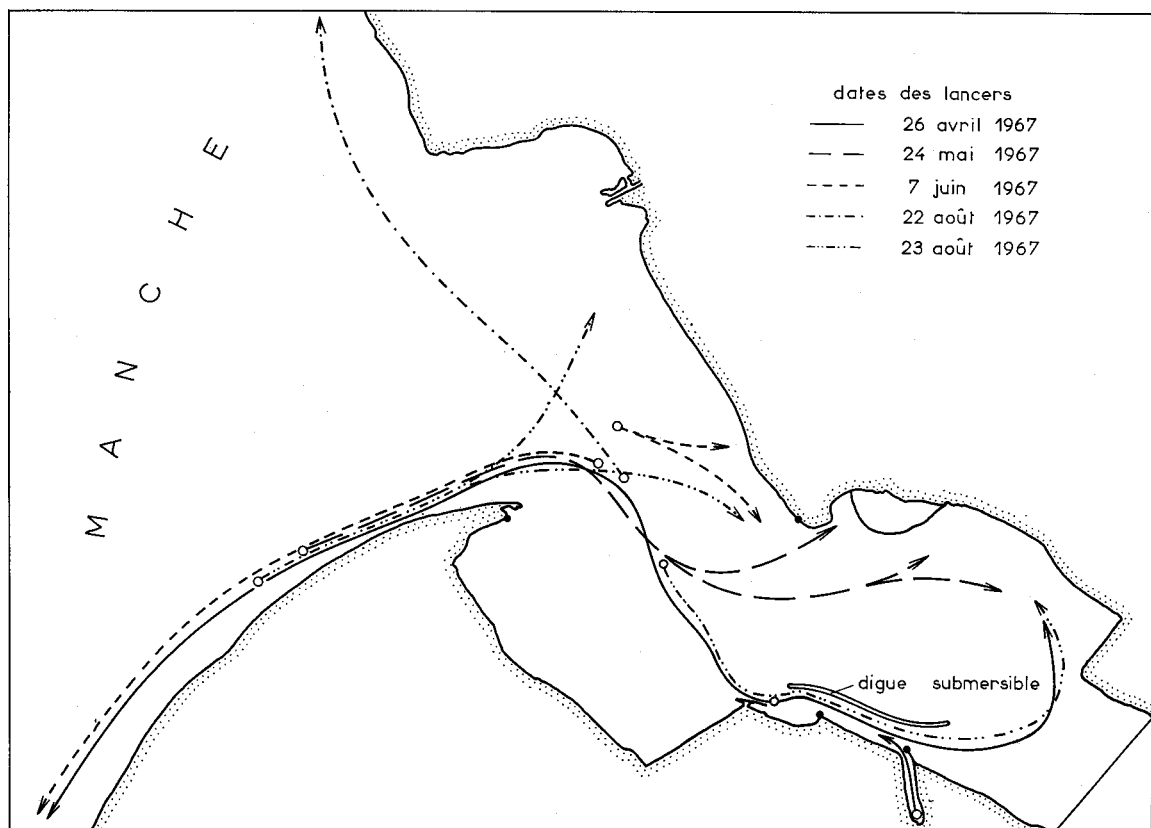 MANCHE
dates des lancers
26 avril 1967
24 mai 1967
7 juin 1967
22 août 1967
23 août 1967
digue submersible